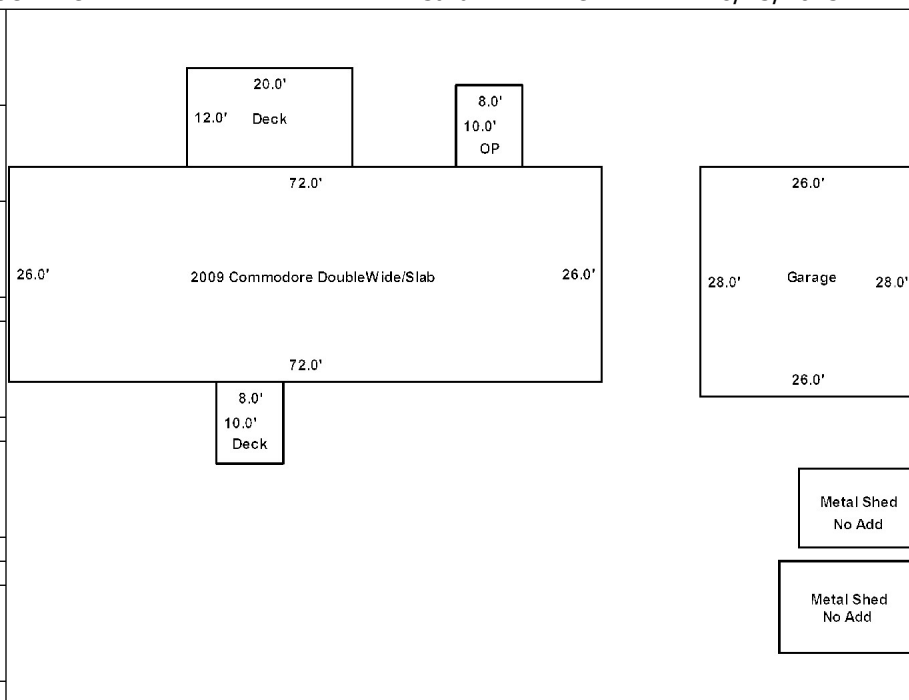 20.0'
12.0' Deck
8.0'
10.0'
OP
72.0'
26.0' 2009 Commodore DoubleWide/Slab 26.0'
72.0'
8.0'
10.0'
Deck
26.0'
28.0' Garage 28.0'
26.0'
Metal Shed
No Add
Metal Shed
No Add